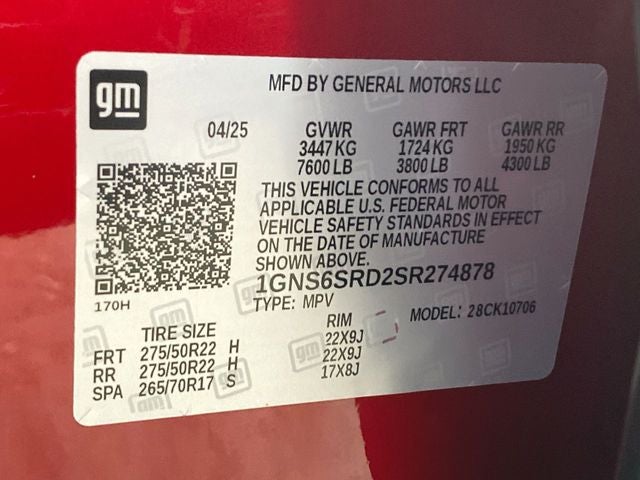 gm
MFD BY GENERAL MOTORS LLC
04/25 GVWR GAWR FRT GAWR RR
3447 KG 1724 KG 1950 KG
7600 LB 3800 LB 4300 LB
THIS VEHICLE CONFORMS TO ALL
APPLICABLE U.S. FEDERAL MOTOR
VEHICLE SAFETY STANDARDS IN EFFECT
ON THE DATE OF MANUFACTURE
SHOWN ABOVE.
1GNS6SRD2SR274878
170H
TYPE: MPV MODEL: 28CK10706
TIRE SIZE RIM
FRT 275/50R22 H 22X9J
RR 275/50R22 H 22X9J
SPA 265/70R17 S 17X8J